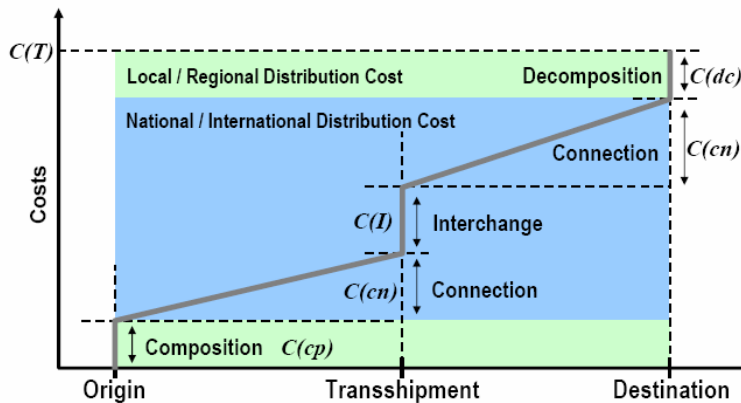 C(T)
Local / Regional Distribution Cost
Decomposition
C(dc)
National / International Distribution Cost
Connection
C(cn)
Costs
C(I)
Interchange
C(cn)
Connection
Composition C(cp)
Origin
Transshipment
Destination